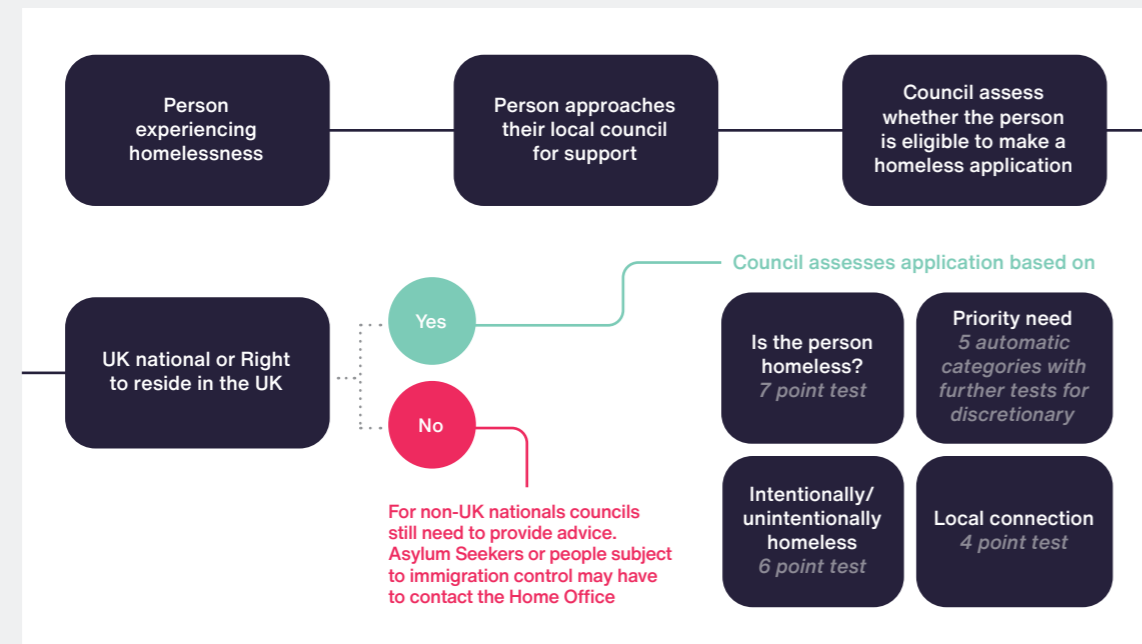 Person
experiencing
homelessness
Person approaches
their local council
for support
Council assess
whether the person
is eligible to make a
homeless application
UK national or Right
to reside in the UK
Yes
No
For non-UK nationals councils
still need to provide advice.
Asylum Seekers or people subject
to immigration control may have
to contact the Home Office
Council assesses application based on
Is the person
homeless?
7 point test
Priority need
5 automatic
categories with
further tests for
discretionary
Intentionally/
unintentionally
homeless
6 point test
Local connection
4 point test